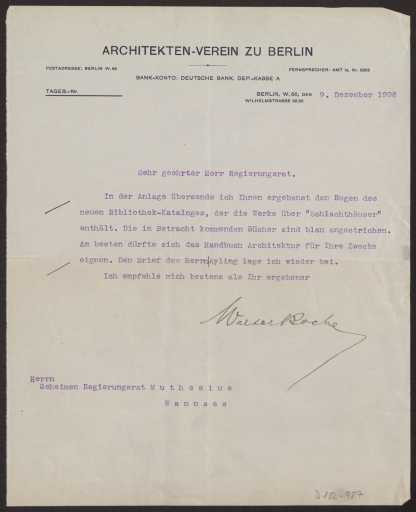 ARCHITEKTEN-VEREIN ZU BERLIN
POSTADRESSE: BERLIN W. 66
FERNSPRECHER: AMT
BANK-KONTO: DEUTSCHE BANK, DEP.-KASSE A
TAGEB.-Nr.
BERLIN, W. 66, DEN 9. Dezember 1908
WILHELMSTRASSE 92.93
Sehr geehrter Herr Regierungsrat.
In der Anlage übersende ich Ihnen ergebenst den Bogen des
neuen Bibliothek-Kataloges, der die Werke über "Schlachthäuser"
enthält. Die in Betracht kommenden Bücher sind blau angestrichen.
Am besten dürfte sich das Handbuch Architektur für Ihre Zwecke
eignen. Den Brief des Herrn Ayling lege ich wieder bei.
Ich empfehle mich bestens als Ihr ergebener
Herrn
Geheimen Regierungsrat Muthesius
Wannsee